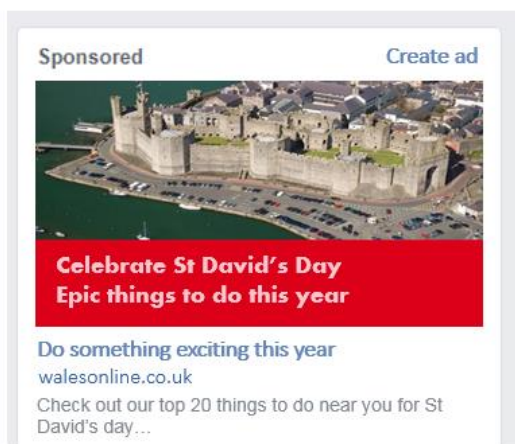 Sponsored
Create ad
Celebrate St David's Day
Epic things to do this year
Do something exciting this year
walesonline.co.uk
Check out our top 20 things to do near you for St
David's day...